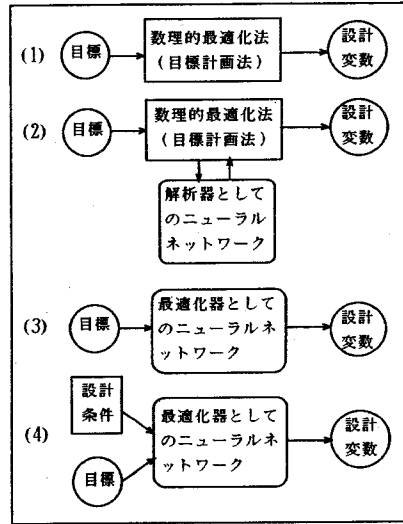 (1)
目標
数理的最適化法
(目標計画法)
設計
変数
(2)
目標
数理的最適化法
(目標計画法)
設計
変数
解析器として
のニューラル
ネットワーク
(3)
目標
最適化器として
のニューラルネ
ットワーク
設計
変数
(4)
設計
条件
目標
最適化器として
のニューラルネ
ットワーク
設計
変数